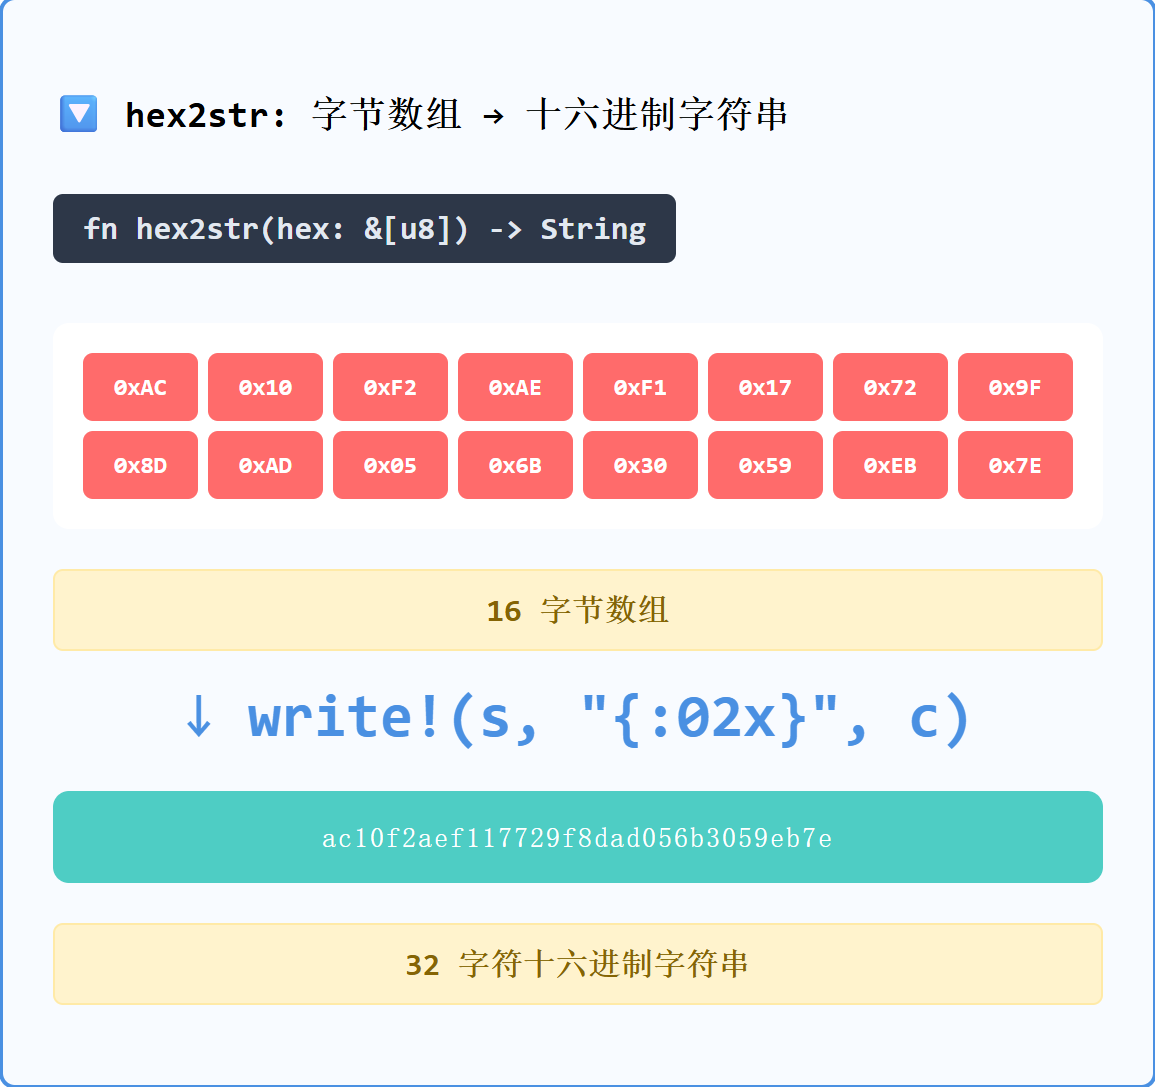 🔽 hex2str: 字节数组 → 十六进制字符串
fn hex2str(hex: &[u8]) -> String
0xAC 0x10 0xF2 0xAE 0xF1 0x17 0x72 0x9F
0x8D 0xAD 0x05 0x6B 0x30 0x59 0xEB 0x7E
16 字节数组
↓ write!(s, "{:02x}", c)
ac10f2aef117729f8dad056b3059eb7e
32 字符十六进制字符串